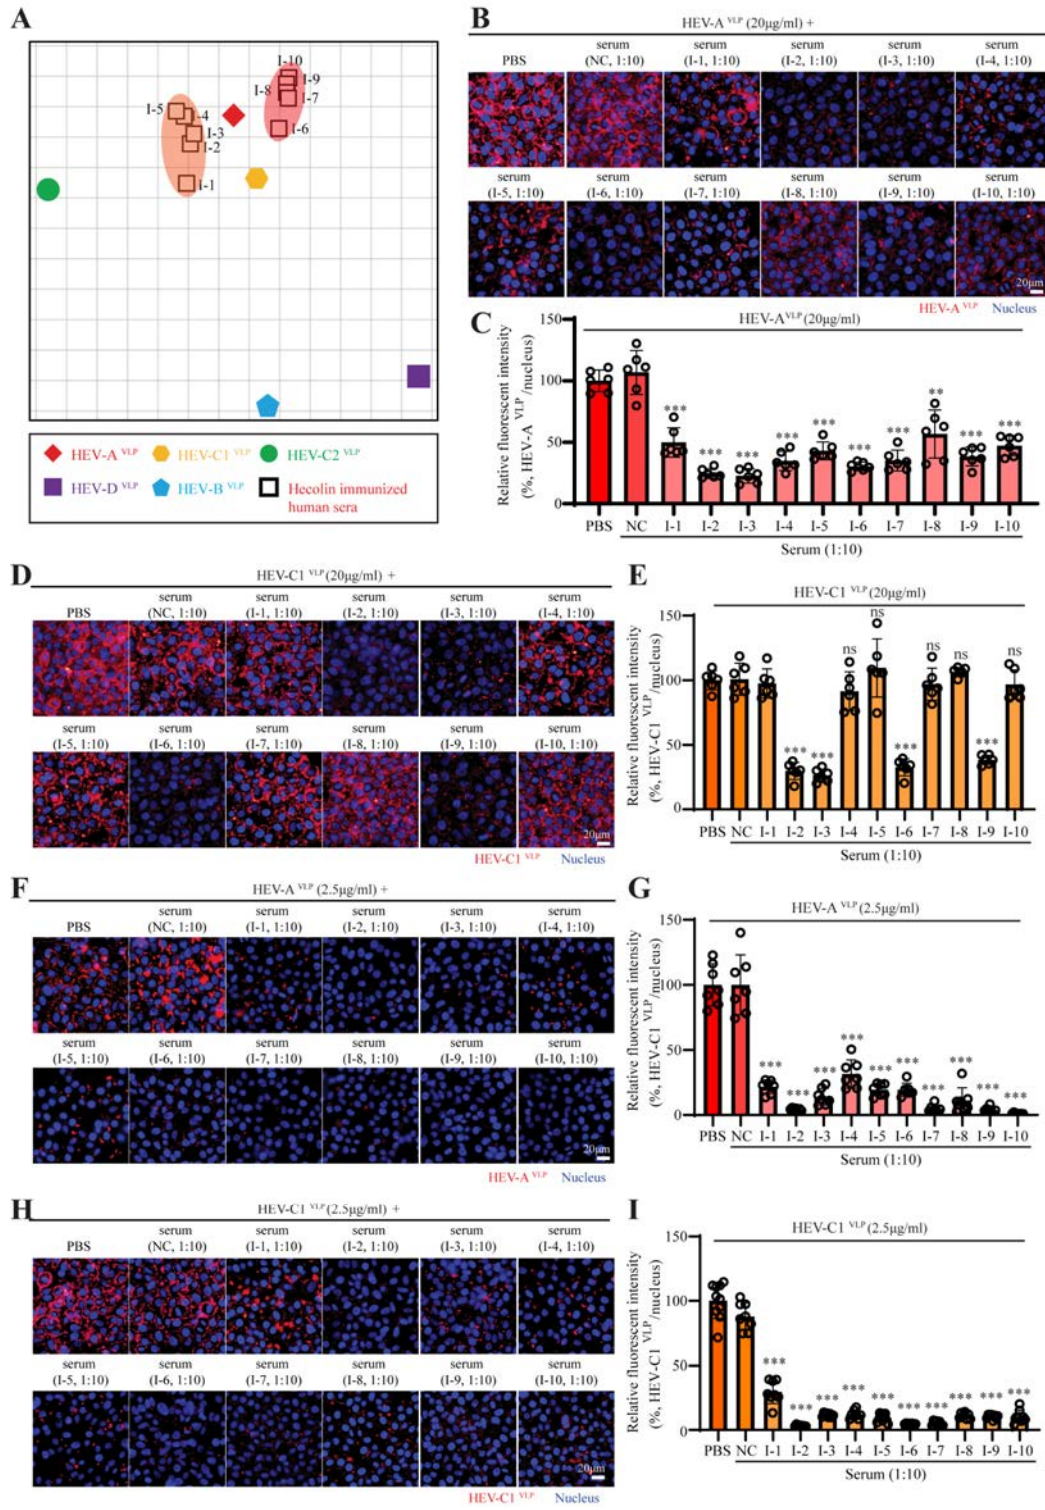 A
I-10
I-9
I-8
I-7
I-6
I-5
I-4
I-3
I-2
I-1
HEV-A VLP
HEV-C1 VLP
HEV-C2 VLP
HEV-D VLP
HEV-B VLP
Hecolin immunized
human sera
B
HEV-A VLP (20μg/ml) +
PBS
serum
(NC, 1:10)
serum
(I-1, 1:10)
serum
(I-2, 1:10)
serum
(I-3, 1:10)
serum
(I-4, 1:10)
serum
(I-5, 1:10)
serum
(I-6, 1:10)
serum
(I-7, 1:10)
serum
(I-8, 1:10)
serum
(I-9, 1:10)
serum
(I-10, 1:10)
20μm
HEV-A VLP Nucleus
C
HEV-A VLP (20μg/ml)
Relative fluorescent intensity
(%, HEV-A VLP/nucleus)
150
100
50
0
*** *** *** *** *** *** *** ** *** ***
PBS NC I-1 I-2 I-3 I-4 I-5 I-6 I-7 I-8 I-9 I-10
Serum (1:10)
D
HEV-C1 VLP (20μg/ml) +
PBS
serum
(NC, 1:10)
serum
(I-1, 1:10)
serum
(I-2, 1:10)
serum
(I-3, 1:10)
serum
(I-4, 1:10)
serum
(I-5, 1:10)
serum
(I-6, 1:10)
serum
(I-7, 1:10)
serum
(I-8, 1:10)
serum
(I-9, 1:10)
serum
(I-10, 1:10)
20μm
HEV-C1 VLP Nucleus
E
HEV-C1 VLP (20μg/ml)
Relative fluorescent intensity
(%, HEV-C1 VLP/nucleus)
150
100
50
0
*** *** ns ns *** ns ns *** ns
PBS NC I-1 I-2 I-3 I-4 I-5 I-6 I-7 I-8 I-9 I-10
Serum (1:10)
F
HEV-A VLP (2.5μg/ml) +
PBS
serum
(NC, 1:10)
serum
(I-1, 1:10)
serum
(I-2, 1:10)
serum
(I-3, 1:10)
serum
(I-4, 1:10)
serum
(I-5, 1:10)
serum
(I-6, 1:10)
serum
(I-7, 1:10)
serum
(I-8, 1:10)
serum
(I-9, 1:10)
serum
(I-10, 1:10)
20μm
HEV-A VLP Nucleus
G
HEV-A VLP (2.5μg/ml)
Relative fluorescent intensity
(%, HEV-C1 VLP/nucleus)
150
100
50
0
*** *** *** *** *** *** *** *** *** ***
PBS NC I-1 I-2 I-3 I-4 I-5 I-6 I-7 I-8 I-9 I-10
Serum (1:10)
H
HEV-C1 VLP (2.5μg/ml) +
PBS
serum
(NC, 1:10)
serum
(I-1, 1:10)
serum
(I-2, 1:10)
serum
(I-3, 1:10)
serum
(I-4, 1:10)
serum
(I-5, 1:10)
serum
(I-6, 1:10)
serum
(I-7, 1:10)
serum
(I-8, 1:10)
serum
(I-9, 1:10)
serum
(I-10, 1:10)
20μm
HEV-C1 VLP Nucleus
I
HEV-C1 VLP (2.5μg/ml)
Relative fluorescent intensity
(%, HEV-C1 VLP/nucleus)
150
100
50
0
*** *** *** *** *** *** *** *** *** ***
PBS NC I-1 I-2 I-3 I-4 I-5 I-6 I-7 I-8 I-9 I-10
Serum (1:10)